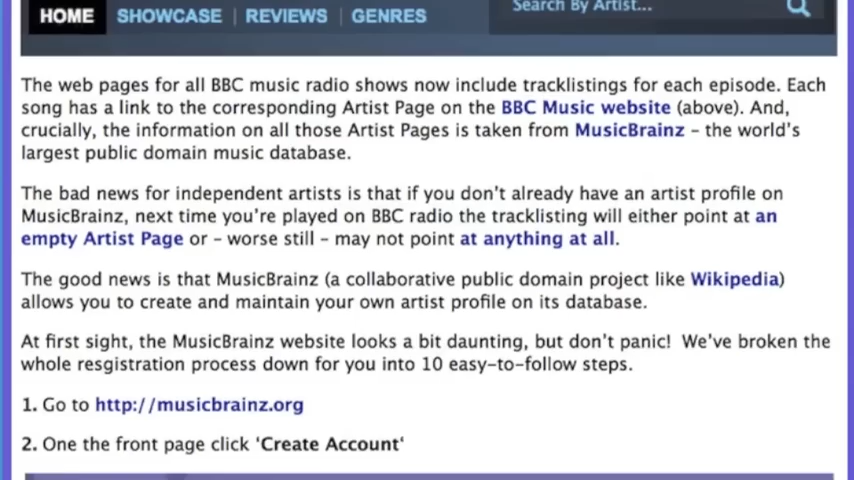 HOME | SHOWCASE | REVIEWS | GENRES
Search By Artist...
The web pages for all BBC music radio shows now include tracklistings for each episode. Each
song has a link to the corresponding Artist Page on the BBC Music website (above). And,
crucially, the information on all those Artist Pages is taken from MusicBrainz – the world's
largest public domain music database.
The bad news for independent artists is that if you don't already have an artist profile on
MusicBrainz, next time you're played on BBC radio the tracklisting will either point at an
empty Artist Page or – worse still – may not point at anything at all.
The good news is that MusicBrainz (a collaborative public domain project like Wikipedia)
allows you to create and maintain your own artist profile on its database.
At first sight, the MusicBrainz website looks a bit daunting, but don't panic! We've broken the
whole resgistration process down for you into 10 easy-to-follow steps.
1. Go to http://musicbrainz.org
2. One the front page click 'Create Account'